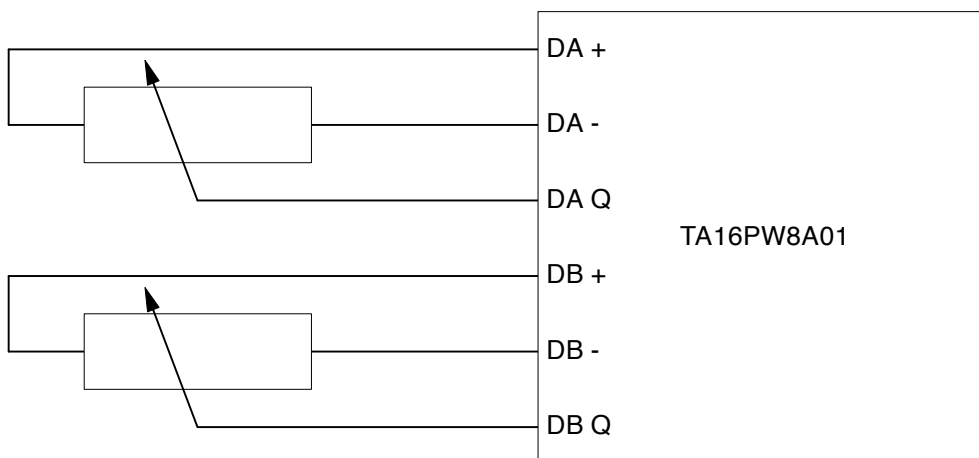 DA +
DA -
DA Q
TA16PW8A01
DB +
DB -
DB Q